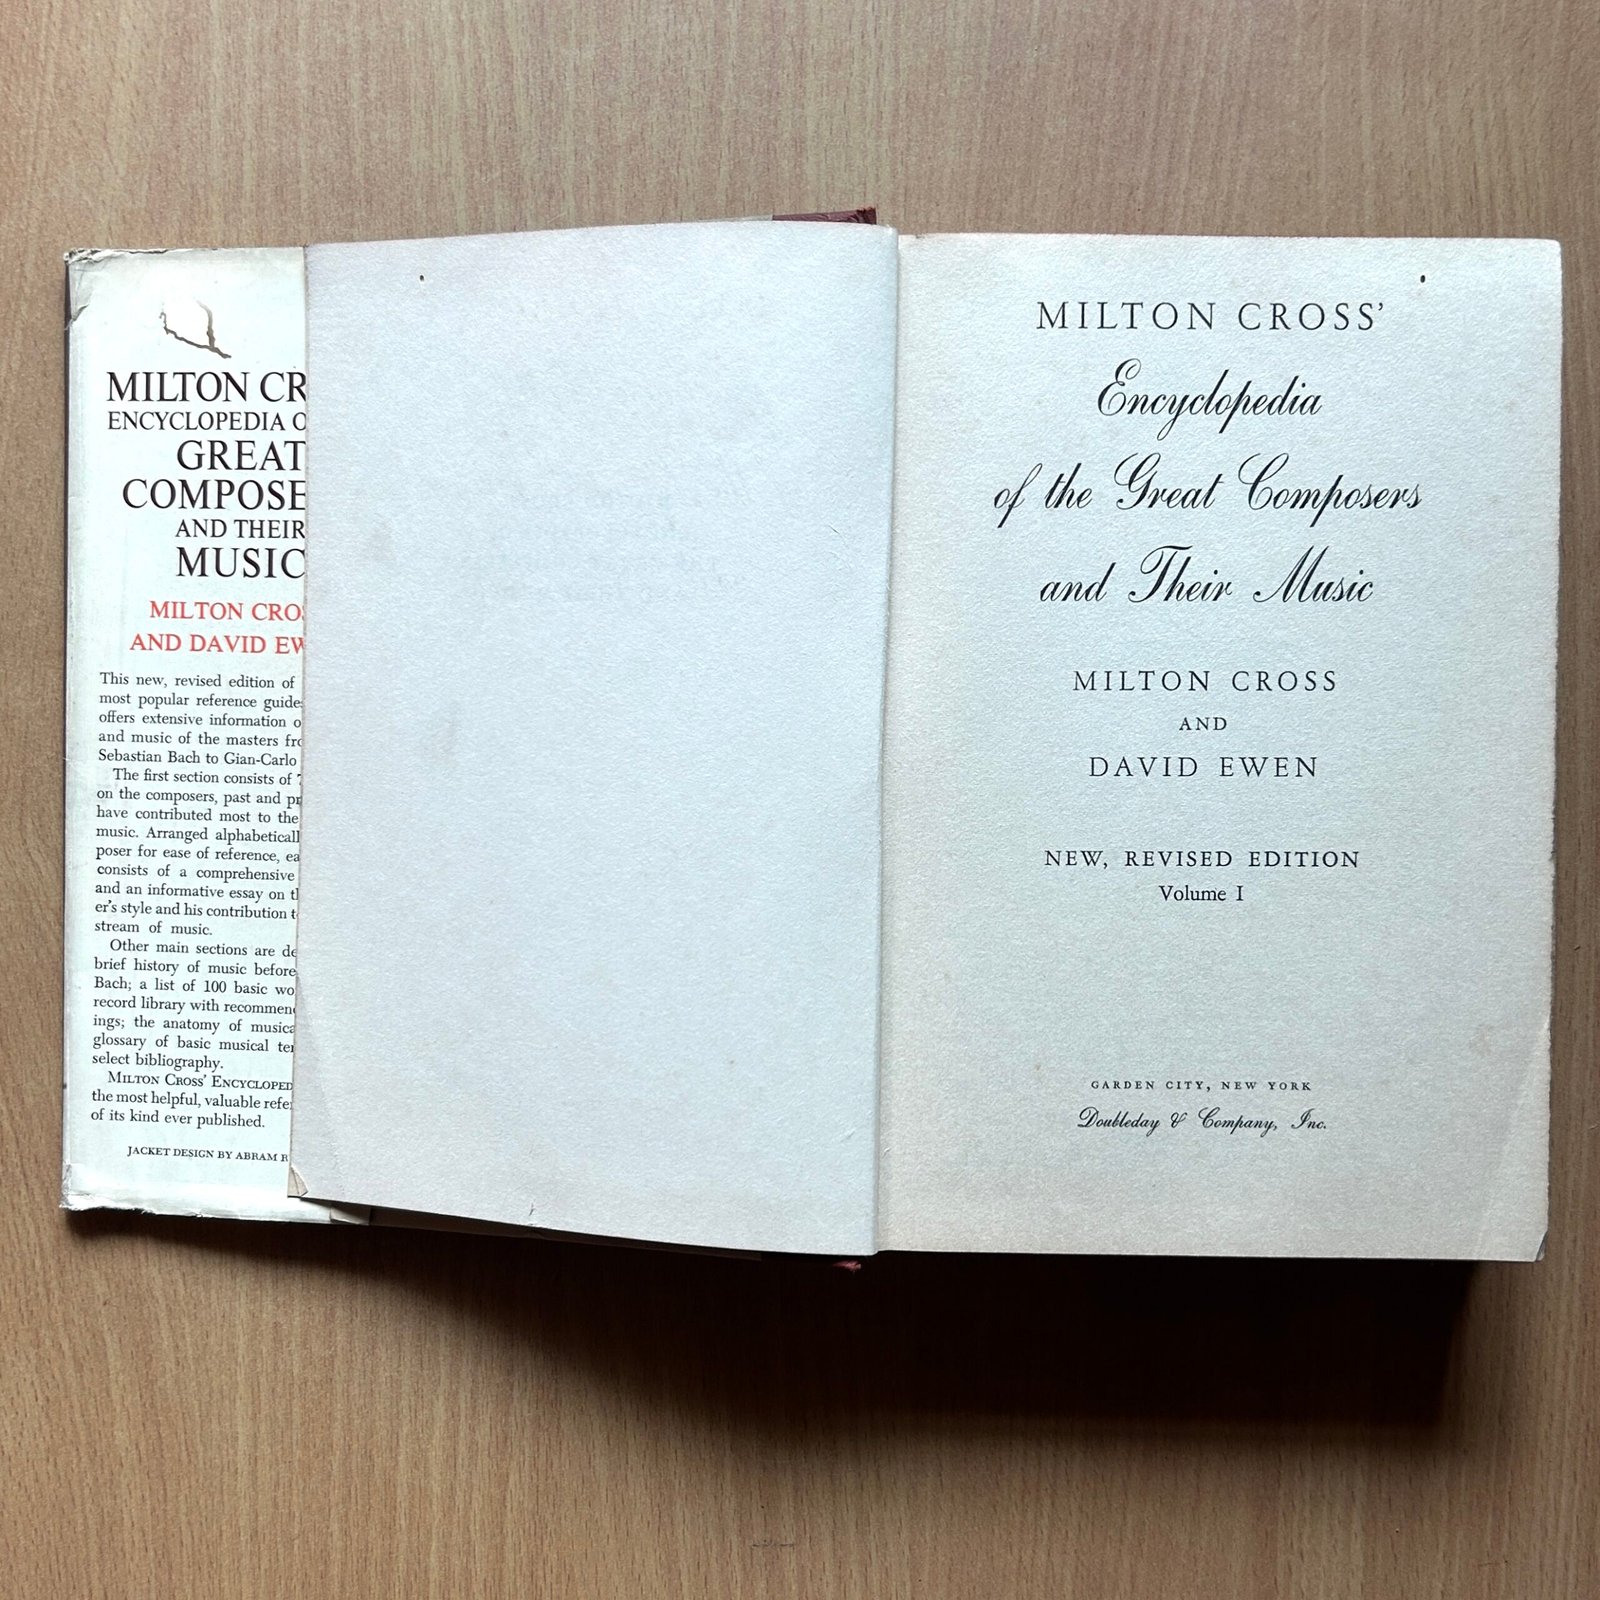 MILTON CR
ENCYCLOPEDIA O
GREAT
COMPOSE
AND THEIR
MUSIC
MILTON CROS
AND DAVID EW
This new, revised edition of
most popular reference guide
offers extensive information o
and music of the masters fro
Sebastian Bach to Gian-Carlo
The first section consists of 7
on the composers, past and pr
have contributed most to the
music. Arranged alphabeticall
poser for ease of reference, ea
consists of a comprehensive
and an informative essay on t
er's style and his contribution t
stream of music.
Other main sections are de
brief history of music before
Bach; a list of 100 basic wo
record library with recommen
ings; the anatomy of musica
glossary of basic musical ter
select bibliography.
MILTON CROSS' ENCYCLOPED
the most helpful, valuable refe
of its kind ever published.
JACKET DESIGN BY ABRAM R
MILTON CROSS'
Encyclopedia
of the Great Composers
and Their Music
MILTON CROSS
AND
DAVID EWEN
NEW, REVISED EDITION
Volume I
GARDEN CITY, NEW YORK
Doubleday & Company, Inc.